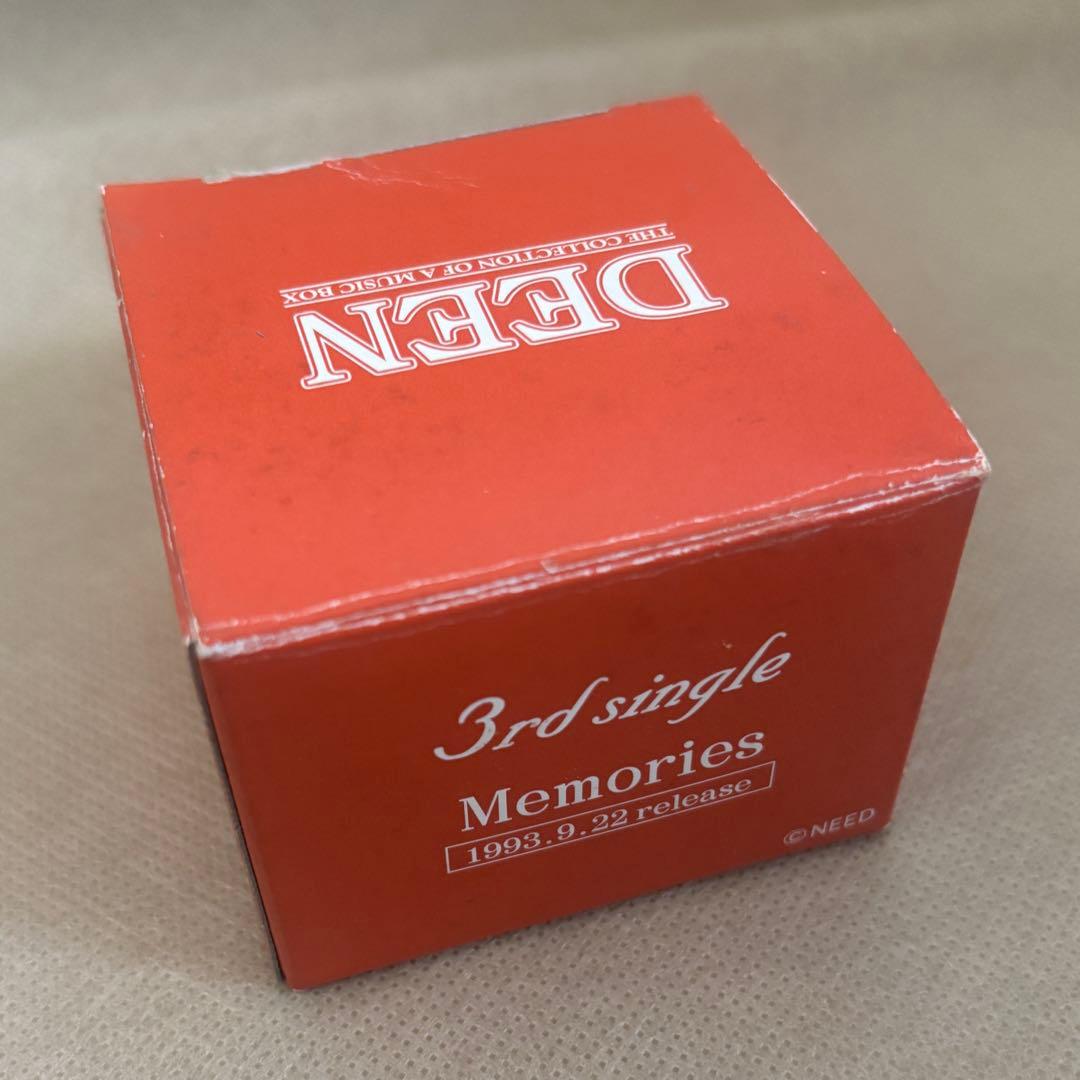 DEEN
THE COLLECTION OF A MUSIC BOX
3rd single
Memories
1993.9.22 release
©NEED